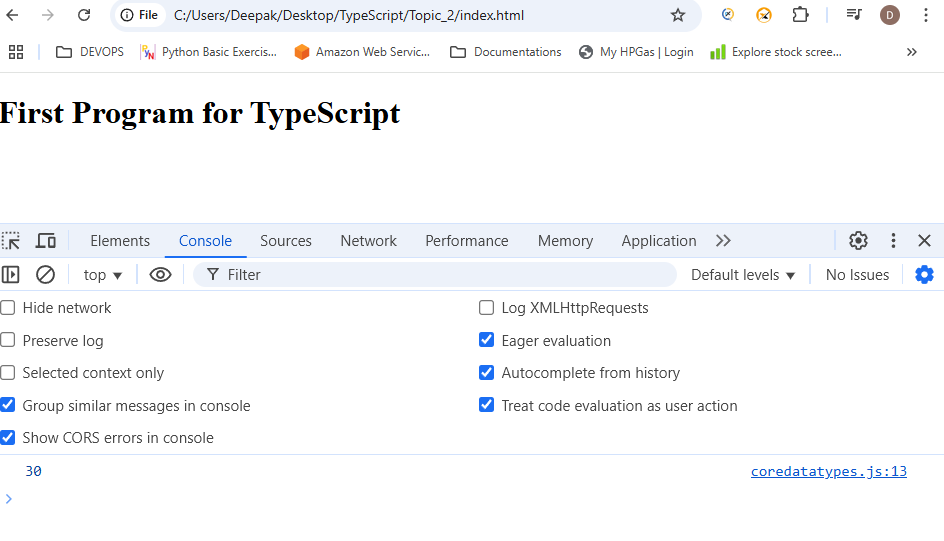 File C:/Users/Deepak/Desktop/TypeScript/Topic_2/index.html D
DEVOPS Python Basic Exercis... Amazon Web Servic... Documentations My HPGas | Login Explore stock scree... »
First Program for TypeScript
Elements Console Sources Network Performance Memory Application
top Filter Default levels No Issues
Hide network Log XMLHttpRequests
Preserve log Eager evaluation
Selected context only Autocomplete from history
Group similar messages in console Treat code evaluation as user action
Show CORS errors in console
30 coredatatypes.js:13